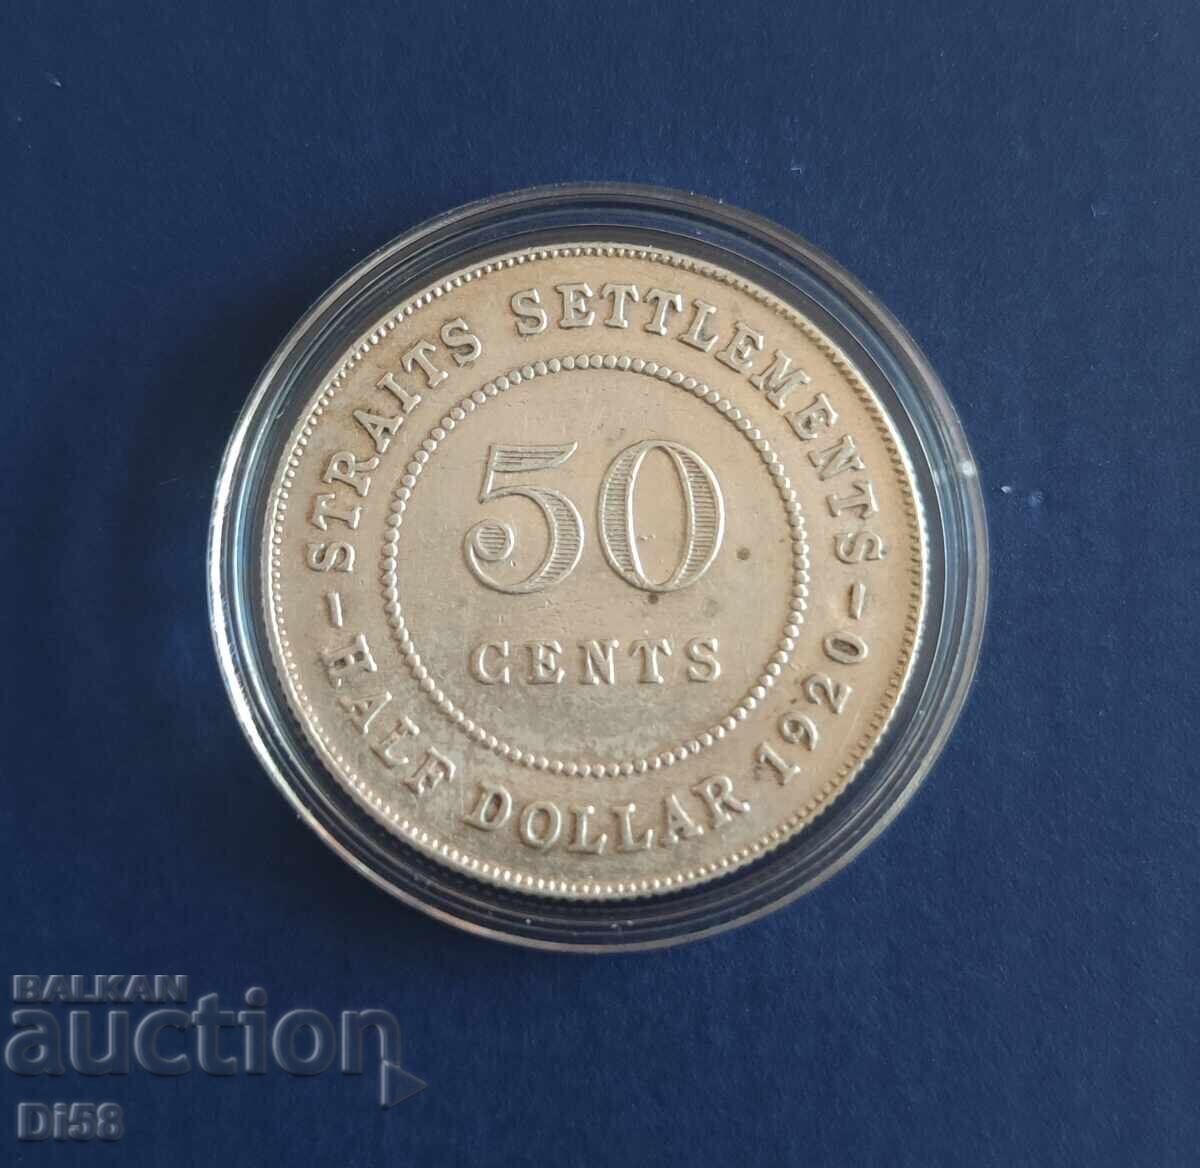 STRAITS SETTLEMENTS
50
CENTS
HALF DOLLAR 1920
BALKAN
auction
Di58